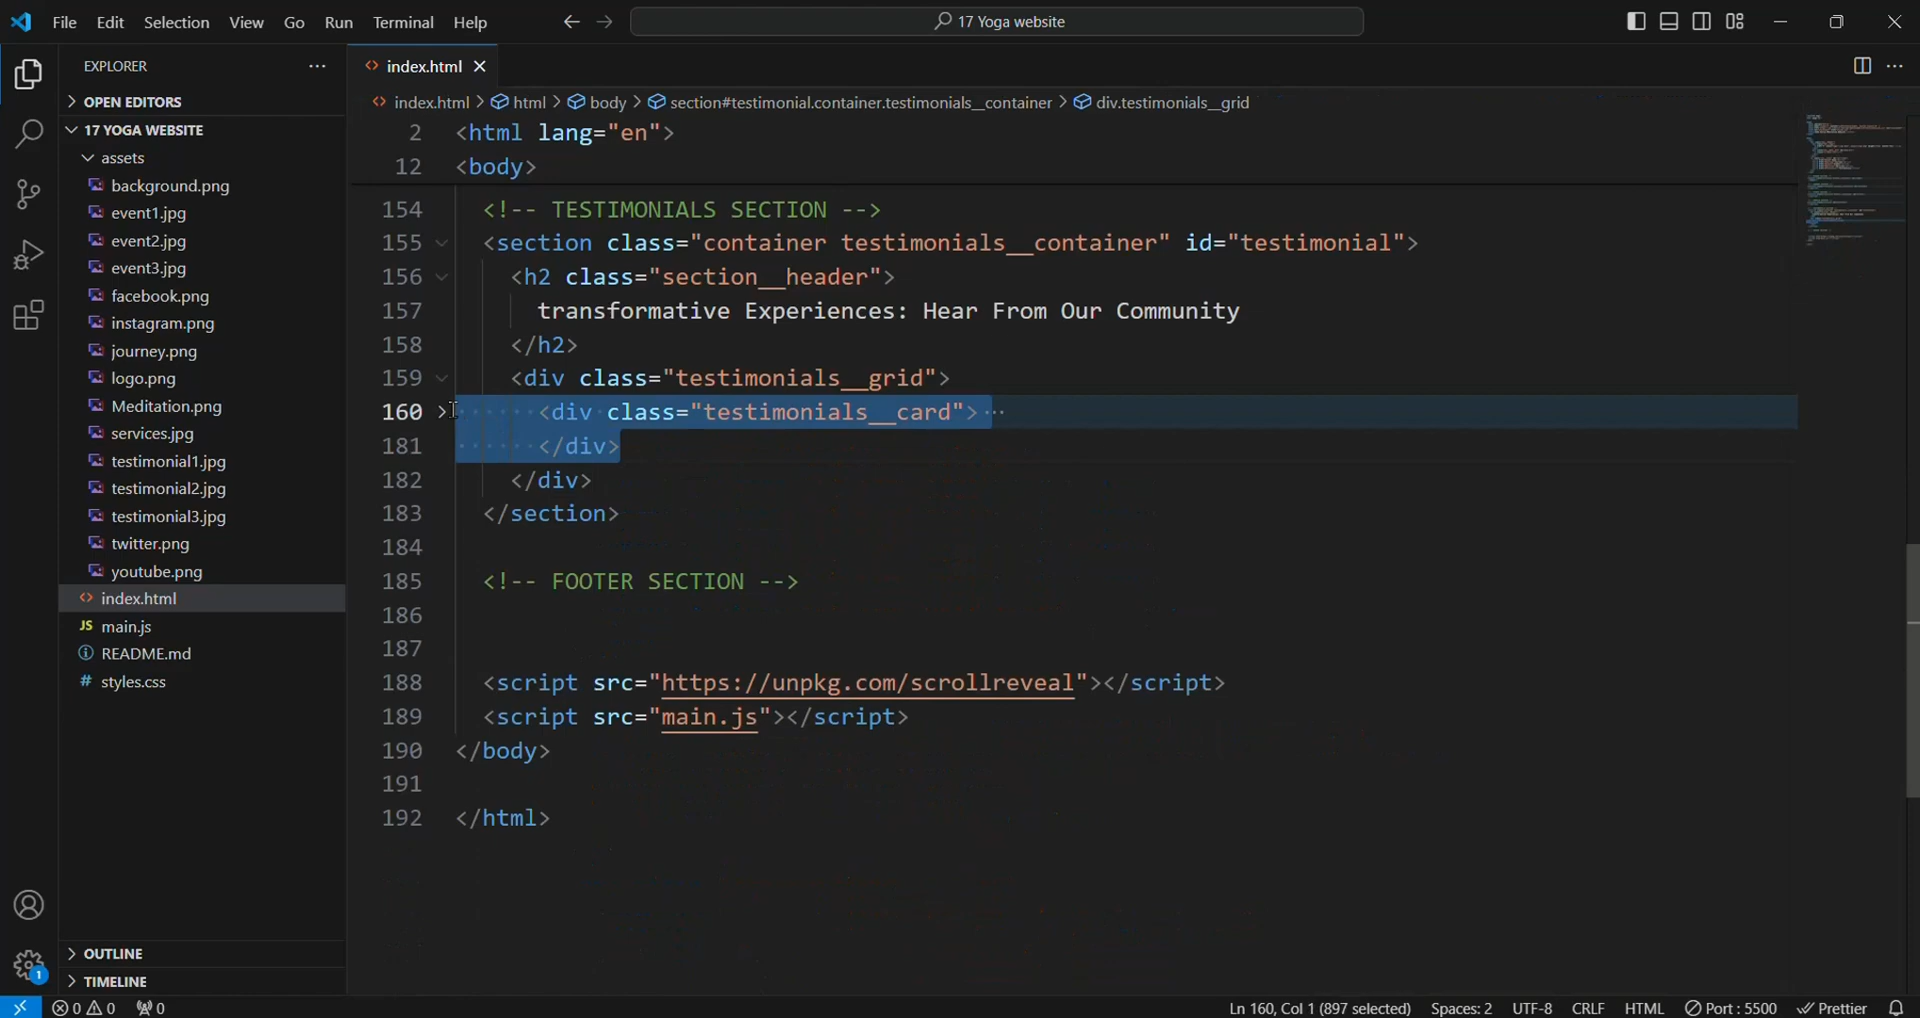 File Edit Selection View Go Run Terminal Help
17 Yoga website
EXPLORER
OPEN EDITORS
17 YOGA WEBSITE
assets
background.png
event1.jpg
event2.jpg
event3.jpg
facebook.png
instagram.png
journey.png
logo.png
Meditation.png
services.jpg
testimonial1.jpg
testimonial2.jpg
testimonial3.jpg
twitter.png
youtube.png
<> index.html
JS main.js
README.md
# styles.css
OUTLINE
TIMELINE
<> index.html
<> index.html > html > body > section#testimonial.container.testimonials__container > div.testimonials__grid
2 <html lang="en">
12 <body>
154 <!-- TESTIMONIALS SECTION -->
155 <section class="container testimonials__container" id="testimonial">
156 <h2 class="section__header">
157 transformative Experiences: Hear From Our Community
158 </h2>
159 <div class="testimonials__grid">
160 <div class="testimonials__card"> ···
181 </div>
182 </div>
183 </section>
184
185 <!-- FOOTER SECTION -->
186
187
188 <script src="https://unpkg.com/scrollreveal"></script>
189 <script src="main.js"></script>
190 </body>
191
192 </html>
1
0 0 0
Ln 160, Col 1 (897 selected) Spaces: 2 UTF-8 CRLF HTML Port : 5500 Prettier